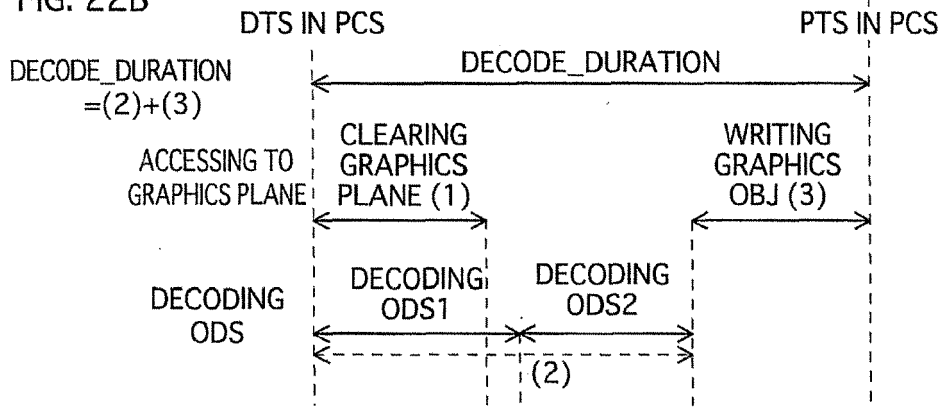 FIG. 22B
DTS IN PCS
PTS IN PCS
DECODE_DURATION
=(2)+(3)
DECODE_DURATION
ACCESSING TO
GRAPHICS PLANE
CLEARING
GRAPHICS
PLANE (1)
WRITING
GRAPHICS
OBJ (3)
DECODING
ODS
DECODING
ODS1
DECODING
ODS2
(2)